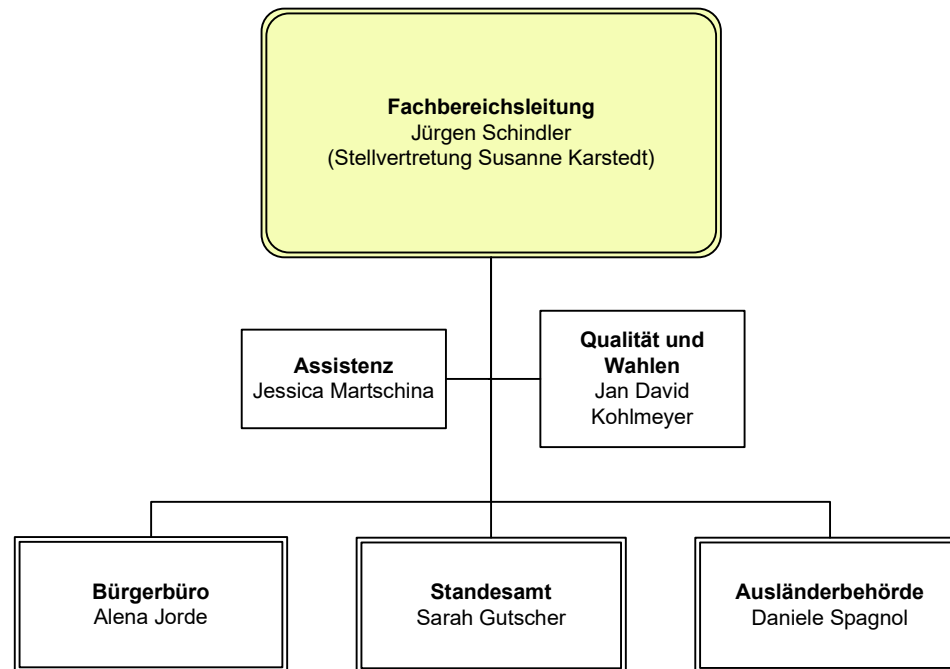 Fachbereichsleitung
Jürgen Schindler
(Stellvertretung Susanne Karstedt)
Assistenz
Jessica Martschina
Qualität und
Wahlen
Jan David
Kohlmeyer
Bürgerbüro
Alena Jorde
Standesamt
Sarah Gutscher
Ausländerbehörde
Daniele Spagnol